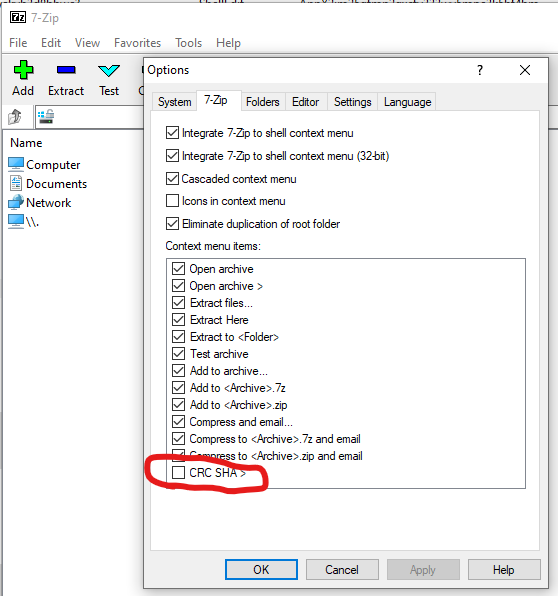 7z 7-Zip
File Edit View Favorites Tools Help
Add Extract Test
Name
Computer
Documents
Network
\\.
Options ?
System 7-Zip Folders Editor Settings Language
Integrate 7-Zip to shell context menu
Integrate 7-Zip to shell context menu (32-bit)
Cascaded context menu
Icons in context menu
Eliminate duplication of root folder
Context menu items:
Open archive
Open archive >
Extract files...
Extract Here
Extract to <Folder>
Test archive
Add to archive...
Add to <Archive>.7z
Add to <Archive>.zip
Compress and email...
Compress to <Archive>.7z and email
Compress to <Archive>.zip and email
CRC SHA >
OK Cancel Apply Help